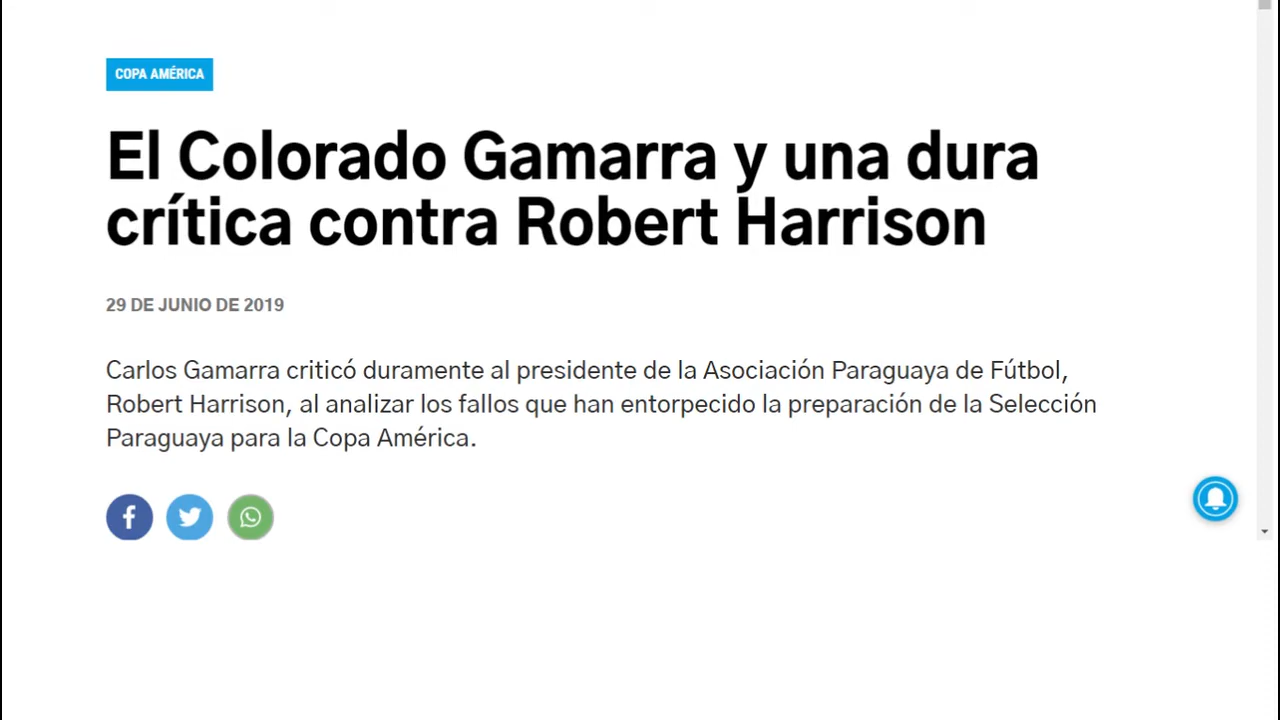 COPA AMÉRICA
El Colorado Gamarra y una dura
crítica contra Robert Harrison
29 DE JUNIO DE 2019
Carlos Gamarra criticó duramente al presidente de la Asociación Paraguaya de Fútbol,
Robert Harrison, al analizar los fallos que han entorpecido la preparación de la Selección
Paraguaya para la Copa América.